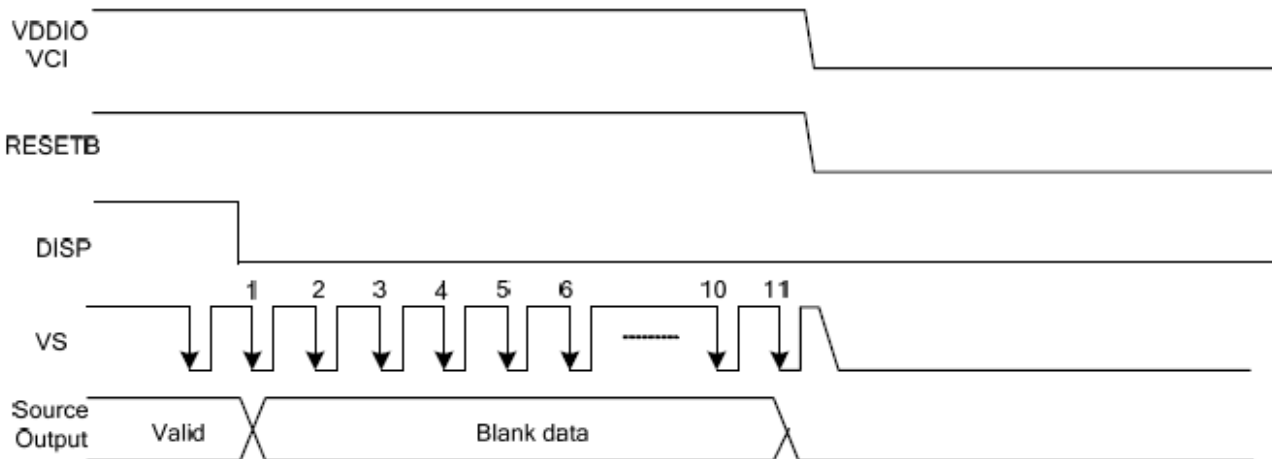 VDDIO
VCI
RESETB
DISP
1 2 3 4 5 6 10 11
VS
Source
Output
Valid
Blank data